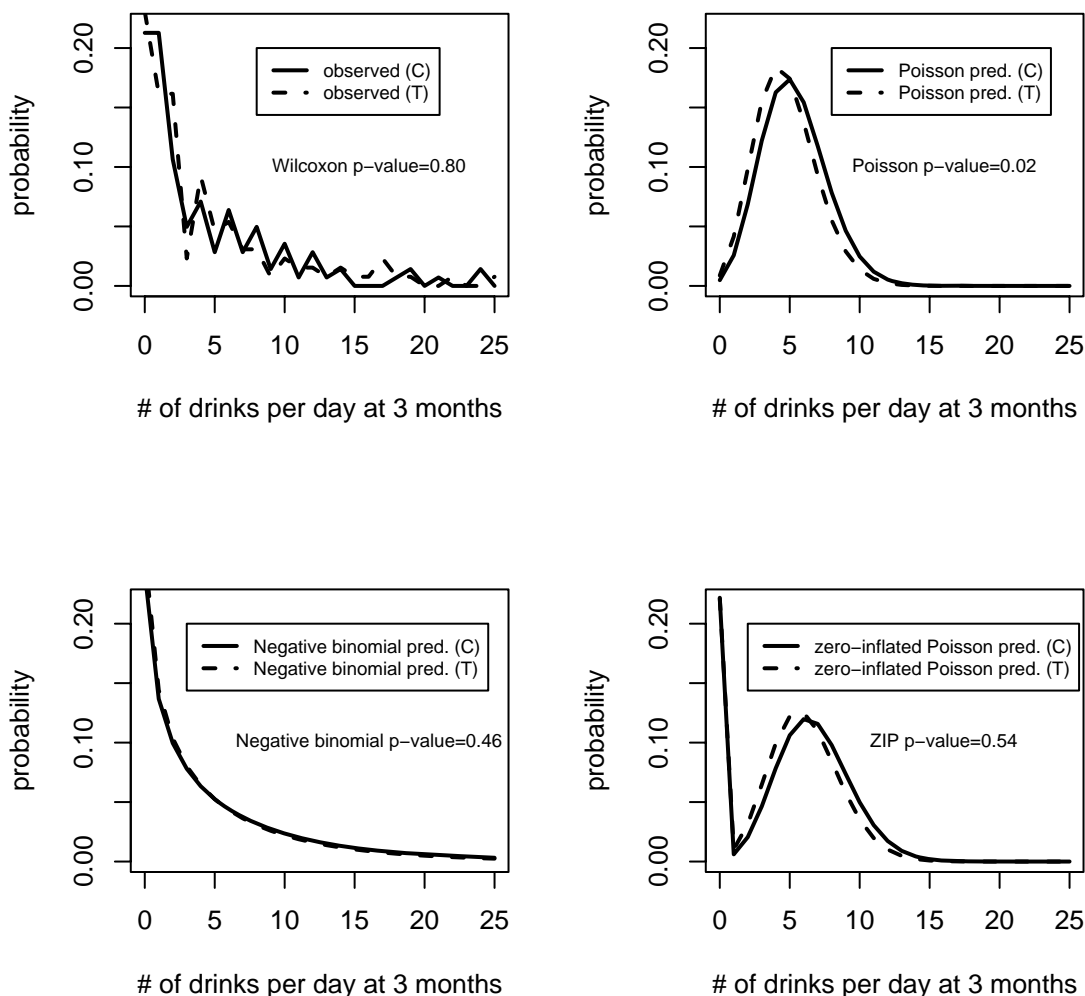 probability
0.20
0.10
0.00
observed (C)
observed (T)
Wilcoxon p−value=0.80
0 5 10 15 20 25
# of drinks per day at 3 months
probability
0.20
0.10
0.00
Poisson pred. (C)
Poisson pred. (T)
Poisson p−value=0.02
0 5 10 15 20 25
# of drinks per day at 3 months
probability
0.20
0.10
0.00
Negative binomial pred. (C)
Negative binomial pred. (T)
Negative binomial p−value=0.46
0 5 10 15 20 25
# of drinks per day at 3 months
probability
0.20
0.10
0.00
zero−inflated Poisson pred. (C)
zero−inflated Poisson pred. (T)
ZIP p−value=0.54
0 5 10 15 20 25
# of drinks per day at 3 months